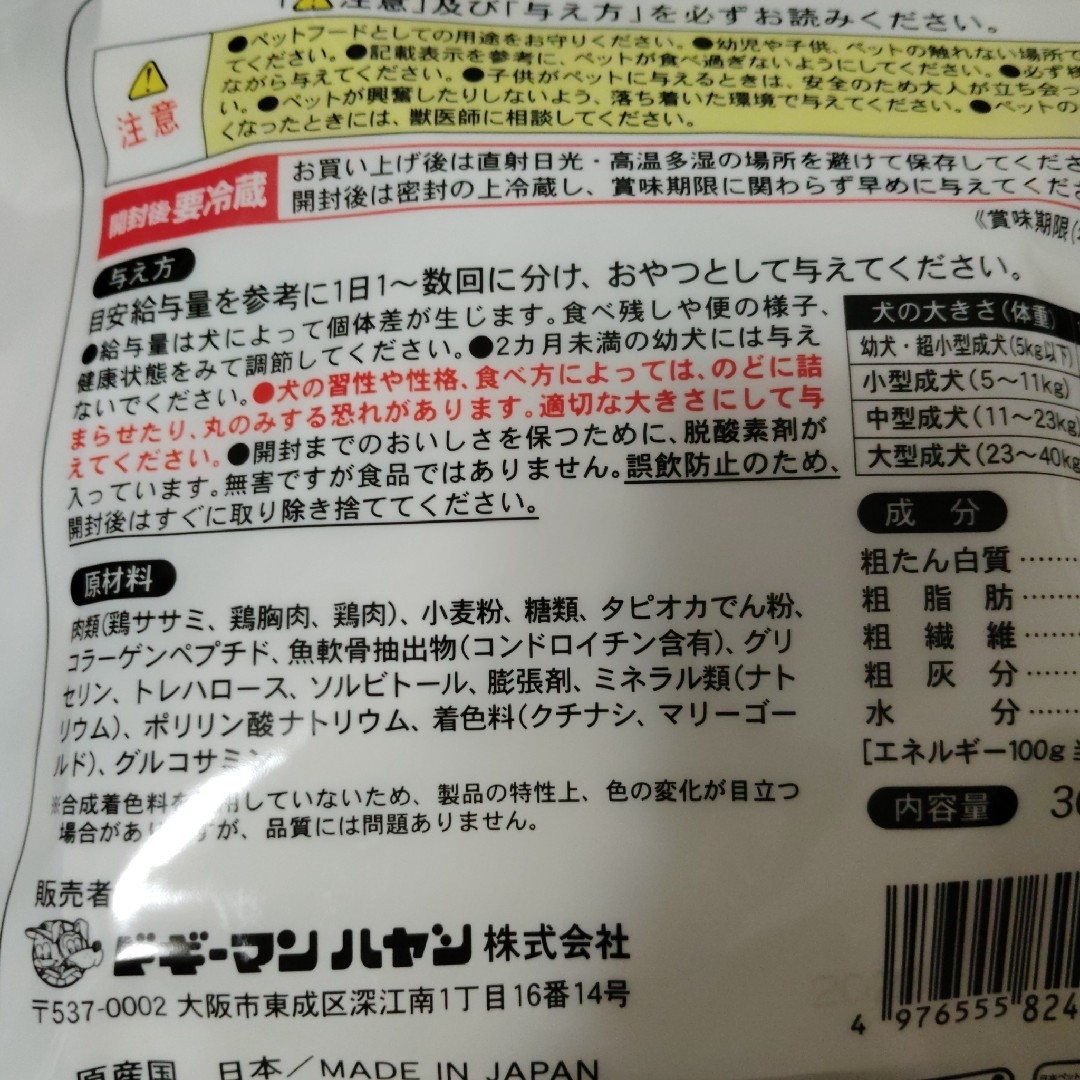 「⚠注意」及び「与え方」を必ずお読みください。
注意
●ペットフードとしての用途をお守りください。●幼児や子供、ペットの触れない場所で
てください。●記載表示を参考に、ペットが食べ過ぎないようにしてください。●必ず
ながら与えてください。●子供がペットに与えるときは、安全のため大人が立ち会っ
い。●ペットが興奮したりしないよう、落ち着いた環境で与えてください。●ペットの
くなったときには、獣医師に相談してください。
開封後要冷蔵
お買い上げ後は直射日光・高温多湿の場所を避けて保存してくださ
開封後は密封の上冷蔵し、賞味期限に関わらず早めに与えてくださ
《賞味期限(
与え方
目安給与量を参考に1日1〜数回に分け、おやつとして与えてください。
●給与量は犬によって個体差が生じます。食べ残しや便の様子、
健康状態をみて調節してください。●2カ月未満の幼犬には与え
ないでください。●犬の習性や性格、食べ方によっては、のどに詰
まらせたり、丸のみする恐れがあります。適切な大きさにして与
えてください。●開封までのおいしさを保つために、脱酸素剤が
入っています。無害ですが食品ではありません。誤飲防止のため、
開封後はすぐに取り除き捨ててください。
犬の大きさ(体重)
幼犬・超小型成犬(5kg以下)
小型成犬(5〜11kg)
中型成犬(11〜23kg)
大型成犬(23〜40kg
原材料
肉類(鶏ササミ、鶏胸肉、鶏肉)、小麦粉、糖類、タピオカでん粉、
コラーゲンペプチド、魚軟骨抽出物(コンドロイチン含有)、グリ
セリン、トレハロース、ソルビトール、膨張剤、ミネラル類(ナト
リウム)、ポリリン酸ナトリウム、着色料(クチナシ、マリーゴー
ルド)、グルコサミン
※合成着色料を使用していないため、製品の特性上、色の変化が目立つ
場合がありますが、品質には問題ありません。
成分
粗たん白質……
粗脂肪……
粗繊維……
粗灰分……
水分……
[エネルギー100g
内容量
販売者
ドギーマンハヤシ株式会社
〒537-0002 大阪市東成区深江南1丁目16番14号
4 976555 824
原産国 日本/MADE IN JAPAN